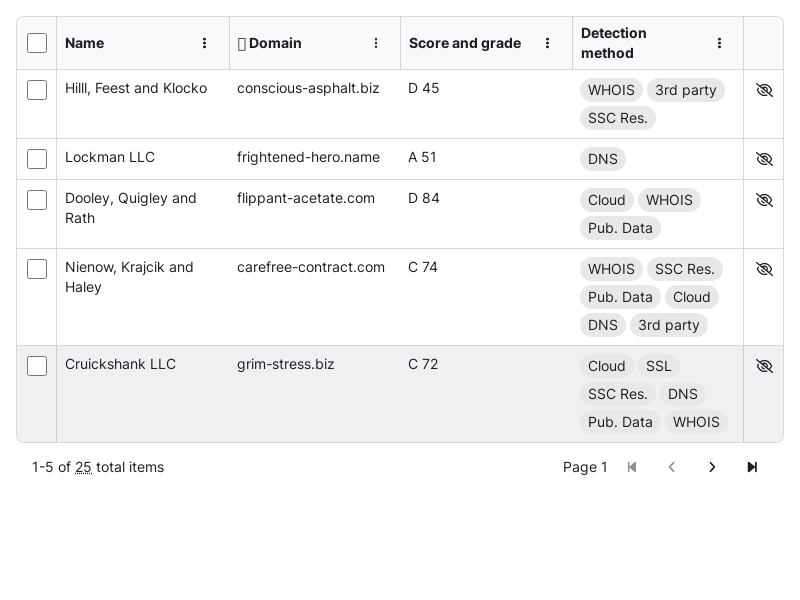 Name Domain Score and grade Detection method
Hilll, Feest and Klocko conscious-asphalt.biz D 45 WHOIS 3rd party
SSC Res.
Lockman LLC frightened-hero.name A 51 DNS
Dooley, Quigley and Rath flippant-acetate.com D 84 Cloud WHOIS
Pub. Data
Nienow, Krajcik and Haley carefree-contract.com C 74 WHOIS SSC Res.
Pub. Data Cloud
DNS 3rd party
Cruickshank LLC grim-stress.biz C 72 Cloud SSL
SSC Res. DNS
Pub. Data WHOIS
1-5 of 25 total items Page 1